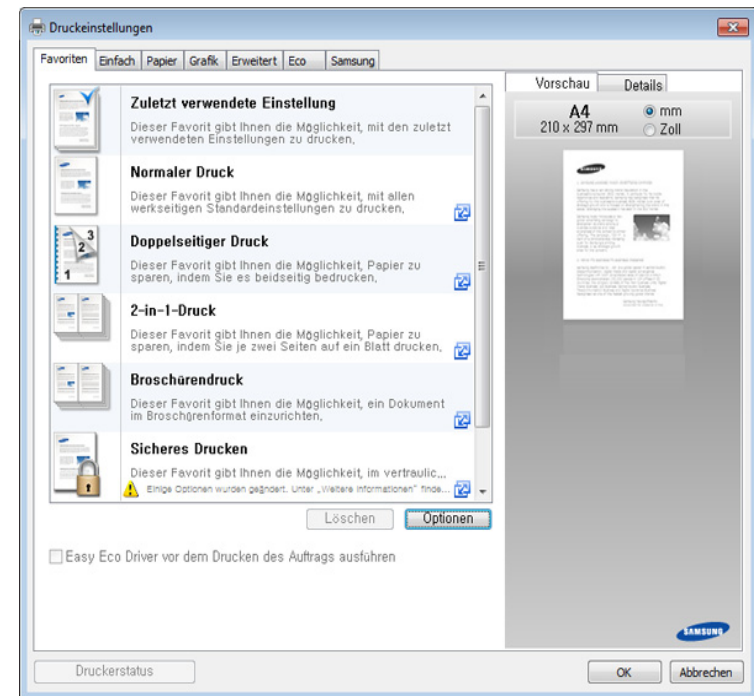 Druckeinstellungen
Favoriten Einfach Papier Grafik Erweitert Eco Samsung
Zuletzt verwendete Einstellung
Dieser Favorit gibt Ihnen die Möglichkeit, mit den zuletzt
verwendeten Einstellungen zu drucken.
Normaler Druck
Dieser Favorit gibt Ihnen die Möglichkeit, mit allen
werkseitigen Standardeinstellungen zu drucken.
Doppelseitiger Druck
Dieser Favorit gibt Ihnen die Möglichkeit, Papier zu
sparen, indem Sie es beidseitig bedrucken.
2-in-1-Druck
Dieser Favorit gibt Ihnen die Möglichkeit, Papier zu
sparen, indem Sie je zwei Seiten auf ein Blatt drucken.
Broschürendruck
Dieser Favorit gibt Ihnen die Möglichkeit, ein Dokument
im Broschürenformat einzurichten.
Sicheres Drucken
Dieser Favorit gibt Ihnen die Möglichkeit, im vertraulic...
Einige Optionen wurden geändert. Unter „Weitere Informationen" finde...
Löschen Optionen
Easy Eco Driver vor dem Drucken des Auftrags ausführen
Vorschau Details
A4 mm
210 x 297 mm Zoll
SAMSUNG
SAMSUNG
Druckerstatus OK Abbrechen
1 2 3